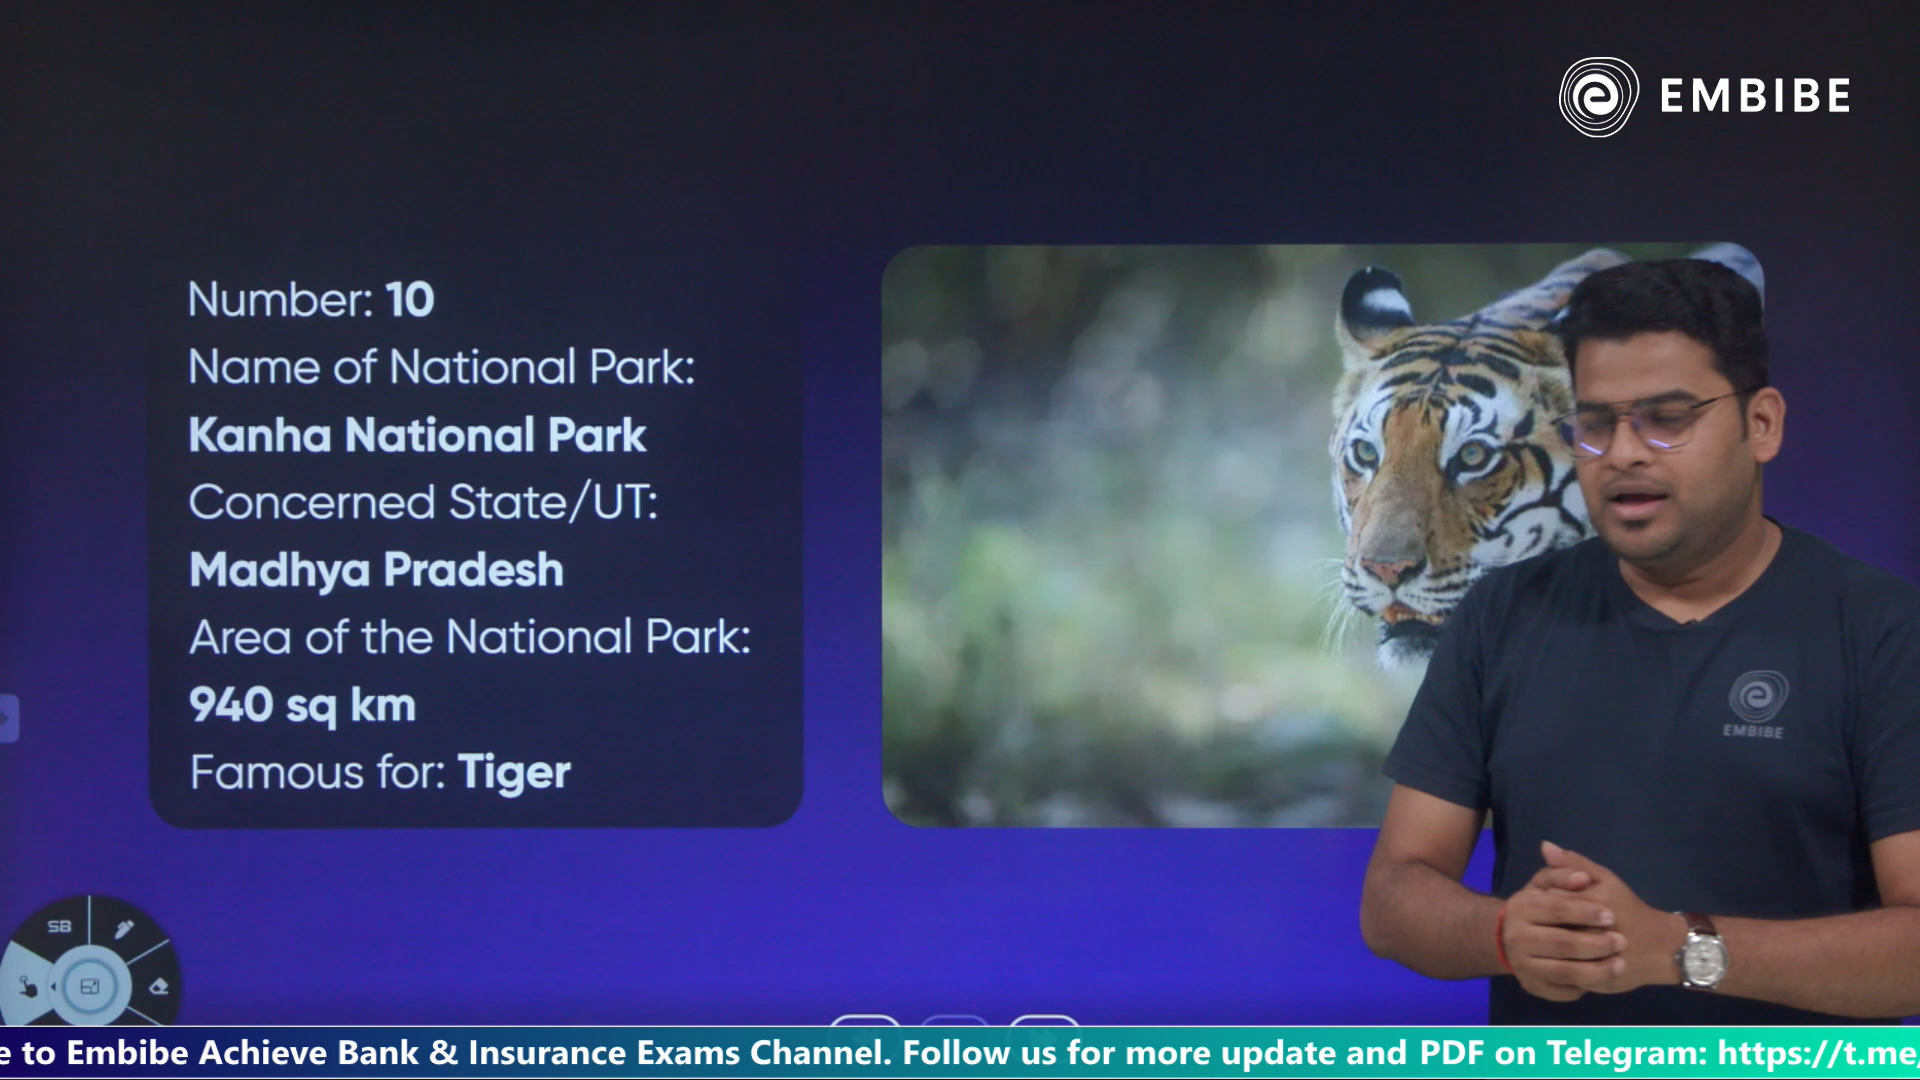 EMBIBE
Number: 10
Name of National Park:
Kanha National Park
Concerned State/UT:
Madhya Pradesh
Area of the National Park:
940 sq km
Famous for: Tiger
EMBIBE
SB
e to Embibe Achieve Bank & Insurance Exams Channel. Follow us for more update and PDF on Telegram: https://t.me/